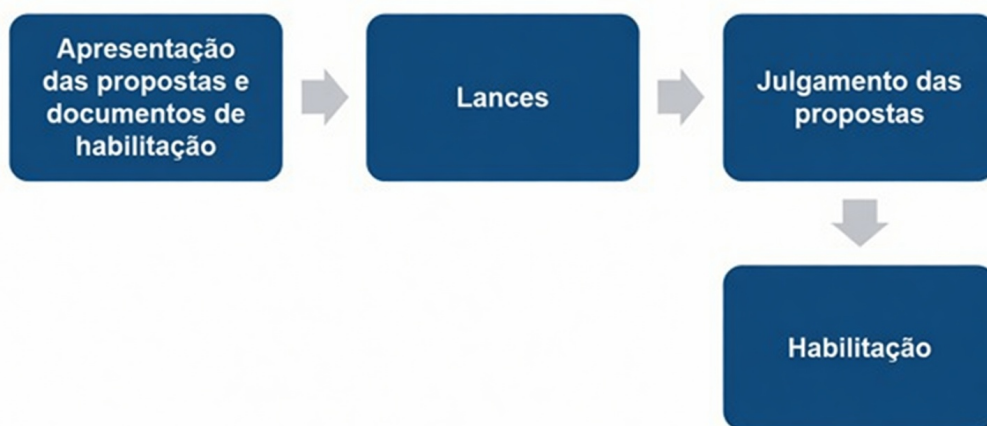 Apresentação
das propostas e
documentos de
habilitação
Lances
Julgamento das
propostas
Habilitação